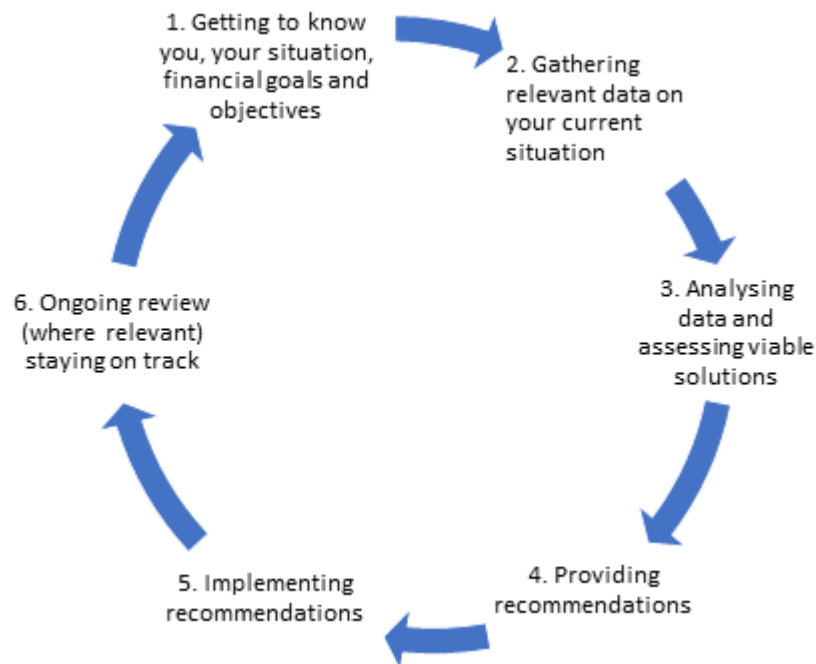 1. Getting to know
you, your situation,
financial goals and
objectives
2. Gathering
relevant data on
your current
situation
3. Analysing
data and
assessing viable
solutions
4. Providing
recommendations
5. Implementing
recommendations
6. Ongoing review
(where relevant)
staying on track